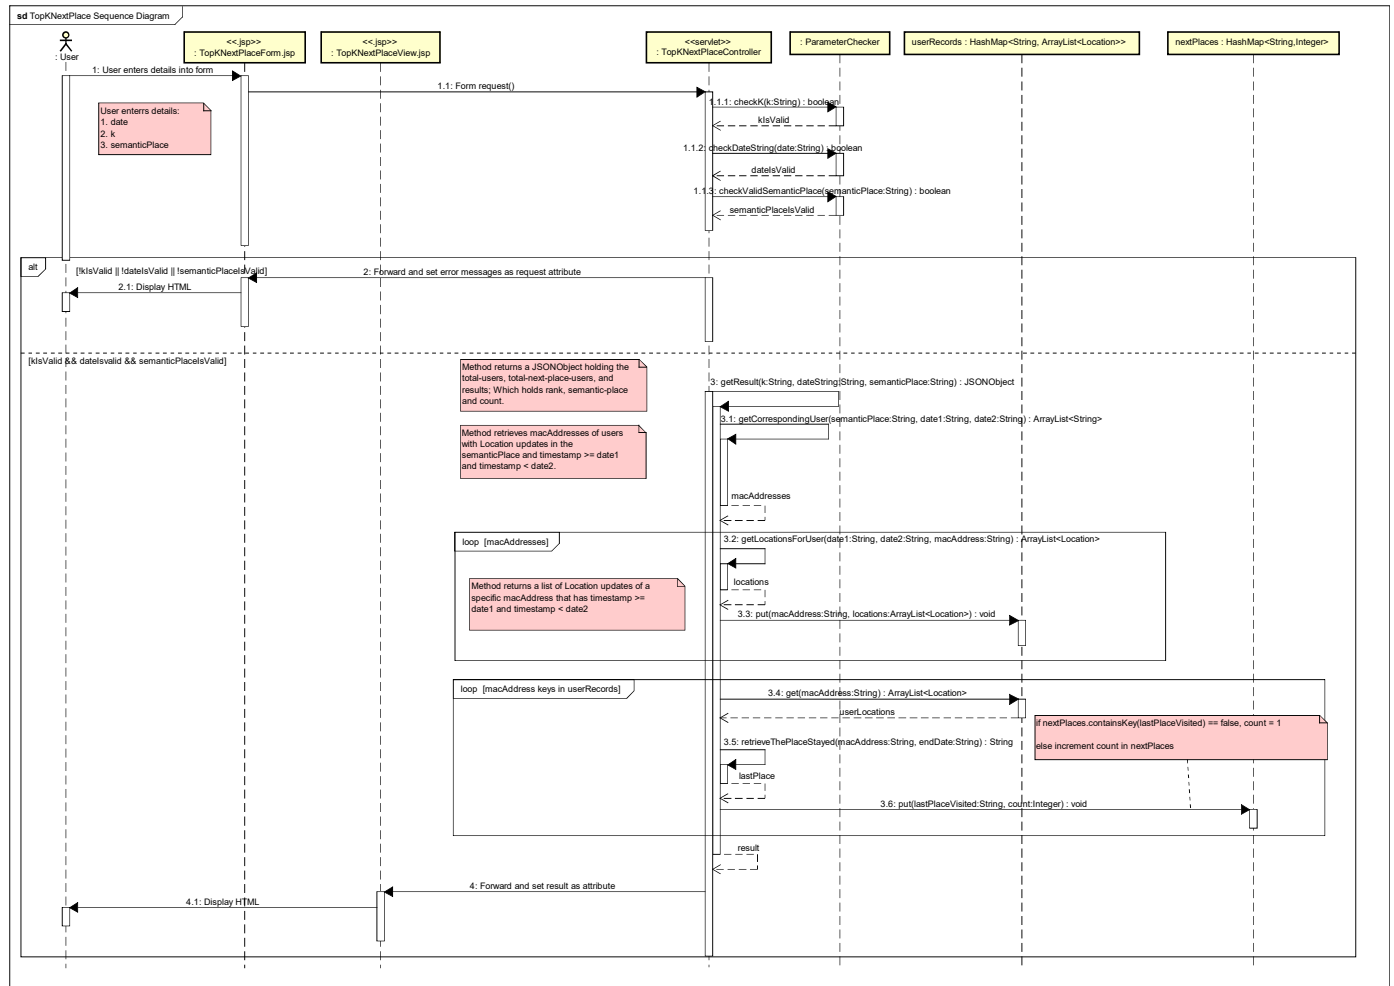 sd TopKNextPlace Sequence Diagram
: User
<<.jsp>>
: TopKNextPlaceForm.jsp
<<.jsp>>
: TopKNextPlaceView.jsp
<<servlet>>
: TopKNextPlaceController
: ParameterChecker
userRecords : HashMap<String, ArrayList<Location>>
nextPlaces : HashMap<String,Integer>
1: User enters details into form
1.1: Form request()
User enterrs details:
1. date
2. k
3. semanticPlace
1.1.1: checkK(k:String) : boolean
kIsValid
1.1.2: checkDateString(date:String) : boolean
dateIsValid
1.1.3: checkValidSemanticPlace(semanticPlace:String) : boolean
semanticPlaceIsValid
alt
[!kIsValid || !dateIsValid || !semanticPlaceIsValid]
2: Forward and set error messages as request attribute
2.1: Display HTML
[kIsValid && dateIsvalid && semanticPlaceIsValid]
Method returns a JSONObject holding the
total-users, total-next-place-users, and
results; Which holds rank, semantic-place
and count.
3: getResult(k:String, dateString:String, semanticPlace:String) : JSONObject
3.1: getCorrespondingUser(semanticPlace:String, date1:String, date2:String) : ArrayList<String>
Method retrieves macAddresses of users
with Location updates in the
semanticPlace and timestamp >= date1
and timestamp < date2.
macAddresses
loop [macAddresses]
3.2: getLocationsForUser(date1:String, date2:String, macAddress:String) : ArrayList<Location>
Method returns a list of Location updates of a
specific macAddress that has timestamp >=
date1 and timestamp < date2
locations
3.3: put(macAddress:String, locations:ArrayList<Location>) : void
loop [macAddress keys in userRecords]
3.4: get(macAddress:String) : ArrayList<Location>
userLocations
if nextPlaces.containsKey(lastPlaceVisited) == false, count = 1
else increment count in nextPlaces
3.5: retrieveThePlaceStayed(macAddress:String, endDate:String) : String
lastPlace
3.6: put(lastPlaceVisited:String, count:Integer) : void
result
4: Forward and set result as attribute
4.1: Display HTML